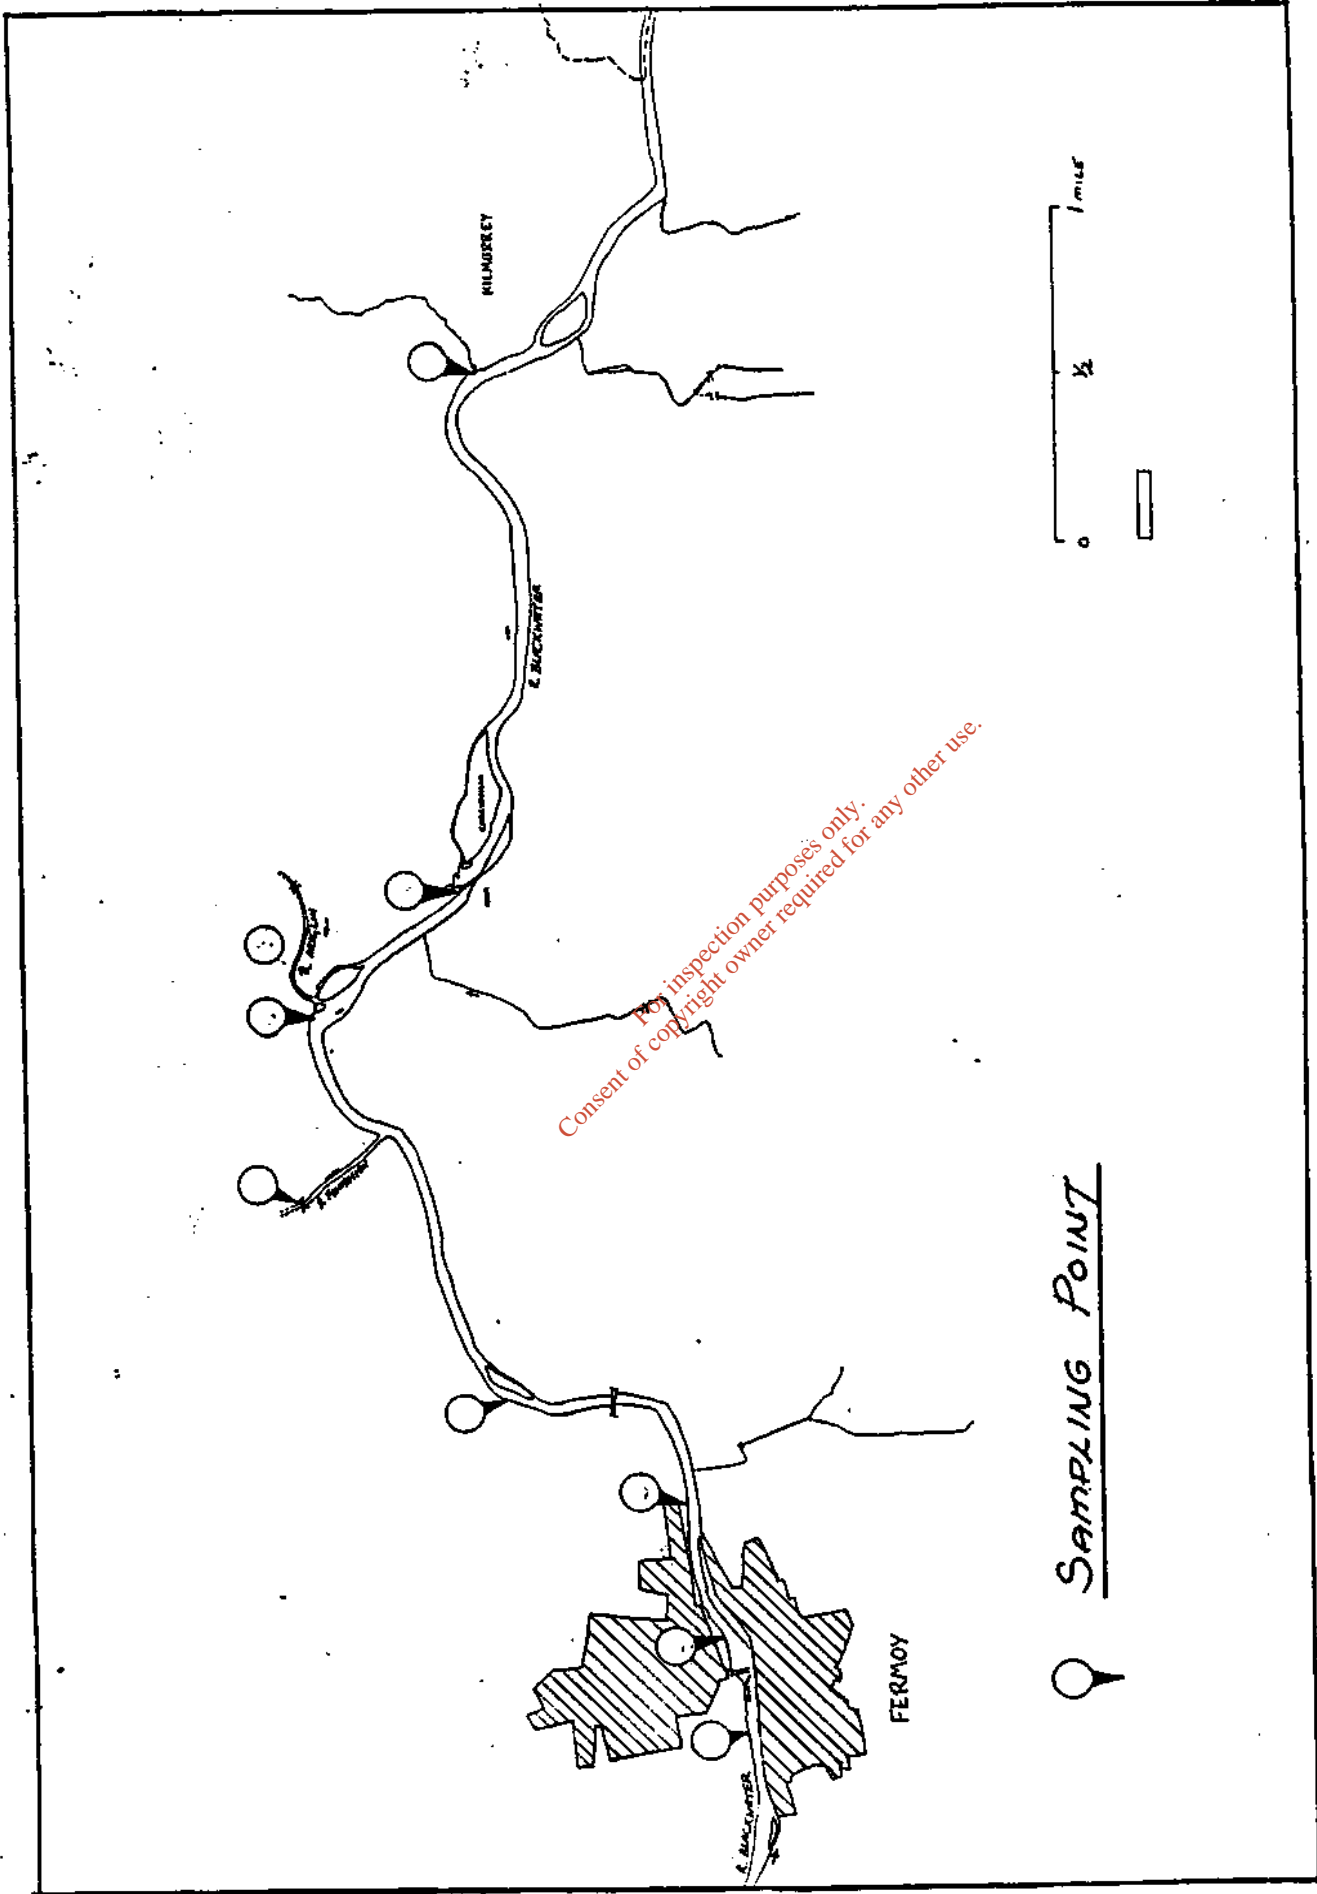 KILMURREY
R. BLACKWATER
FERMOY
R. BLACKWATER
0
½
1 MILE
SAMPLING POINT
For inspection purposes only.
Consent of copyright owner required for any other use.